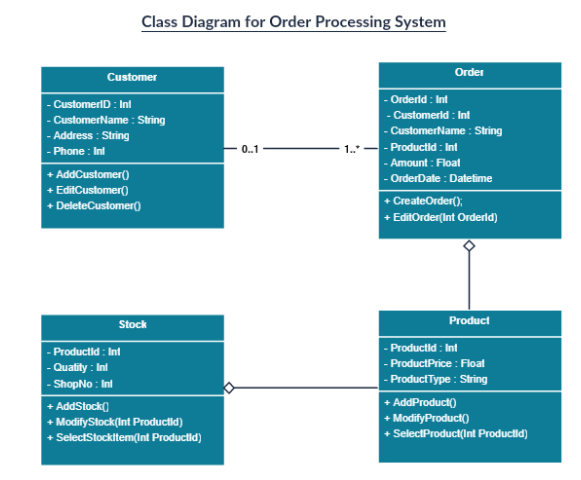 Class Diagram for Order Processing System
Customer
- CustomerID : Int
- CustomerName : String
- Address : String
- Phone : Int
+ AddCustomer()
+ EditCustomer()
+ DeleteCustomer()
0..1
1..*
Order
- OrderId : Int
- CustomerId : Int
- CustomerName : String
- ProductId : Int
- Amount : Float
- OrderDate : Datetime
+ CreateOrder();
+ EditOrder(Int OrderId)
Stock
- ProductId : Int
- Quatity : Int
- ShopNo : Int
+ AddStock()
+ ModifyStock(Int ProductId)
+ SelectStockItem(Int ProductId)
Product
- ProductId : Int
- ProductPrice : Float
- ProductType : String
+ AddProduct()
+ ModifyProduct()
+ SelectProduct(Int ProductId)